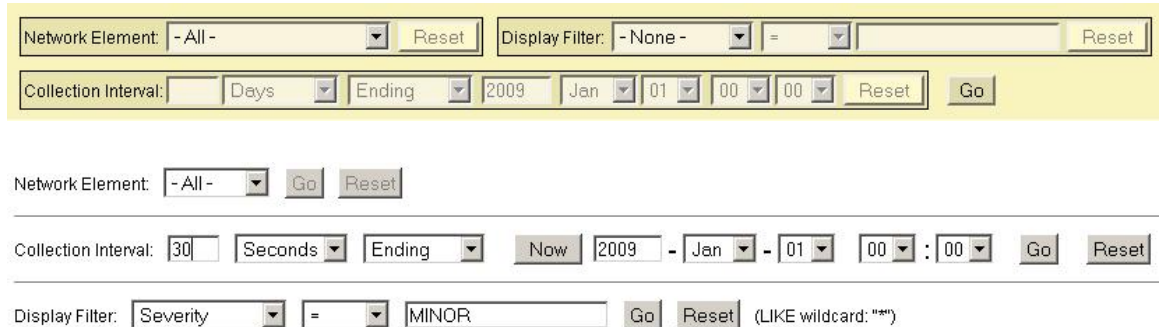 Network Element: - All - Reset Display Filter: - None - = Reset
Collection Interval: Days Ending 2009 Jan 01 00 00 Reset Go
Network Element: - All - Go Reset
Collection Interval: 30 Seconds Ending Now 2009 - Jan - 01 00 : 00 Go Reset
Display Filter: Severity = MINOR Go Reset (LIKE wildcard: "*")